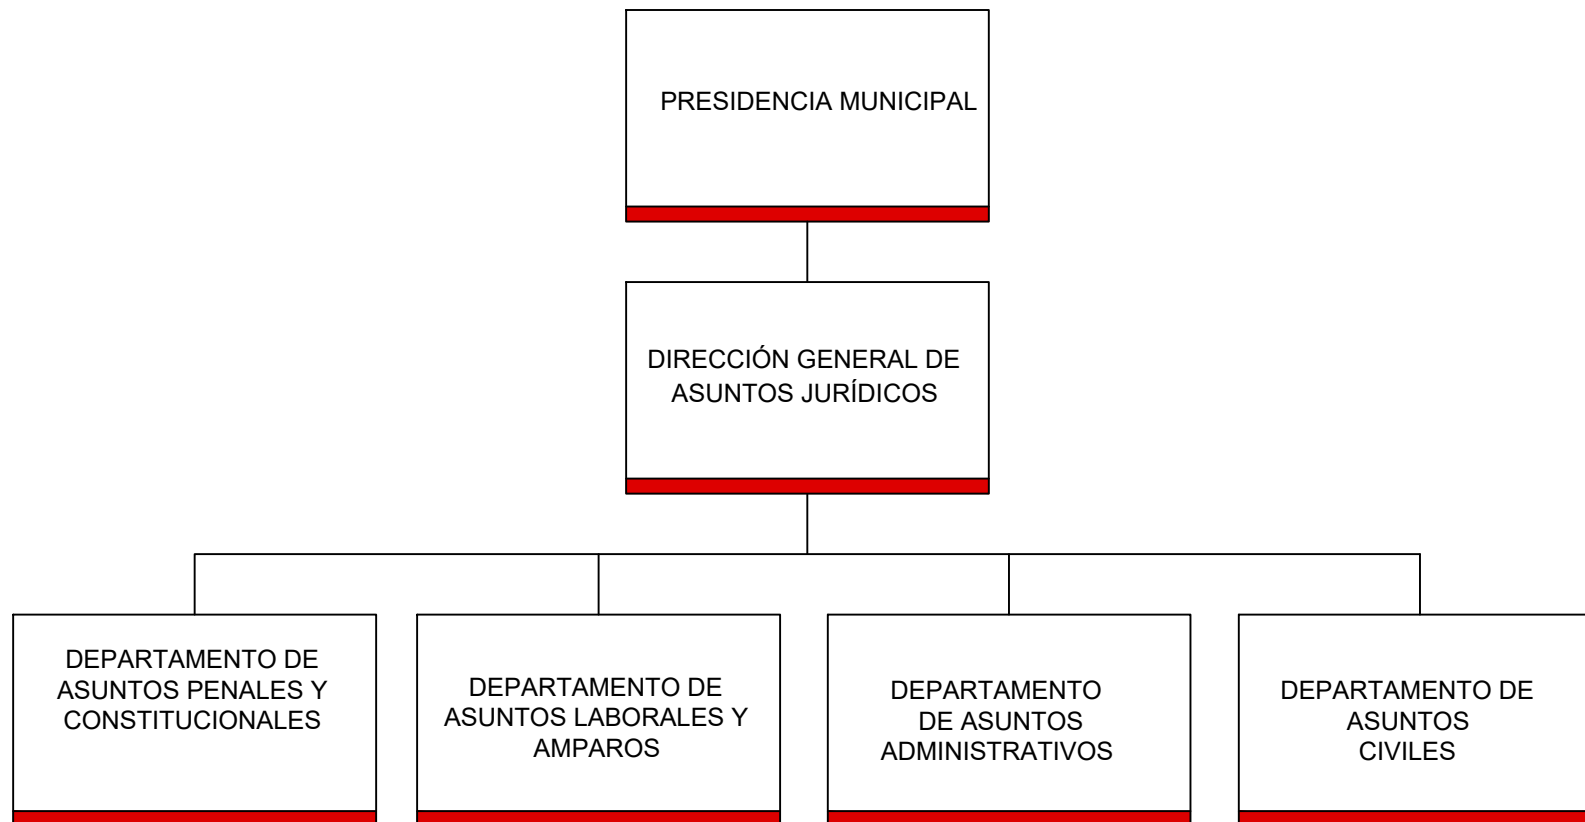 PRESIDENCIA MUNICIPAL
DIRECCIÓN GENERAL DE
ASUNTOS JURÍDICOS
DEPARTAMENTO DE
ASUNTOS PENALES Y
CONSTITUCIONALES
DEPARTAMENTO DE
ASUNTOS LABORALES Y
AMPAROS
DEPARTAMENTO
DE ASUNTOS
ADMINISTRATIVOS
DEPARTAMENTO DE
ASUNTOS
CIVILES